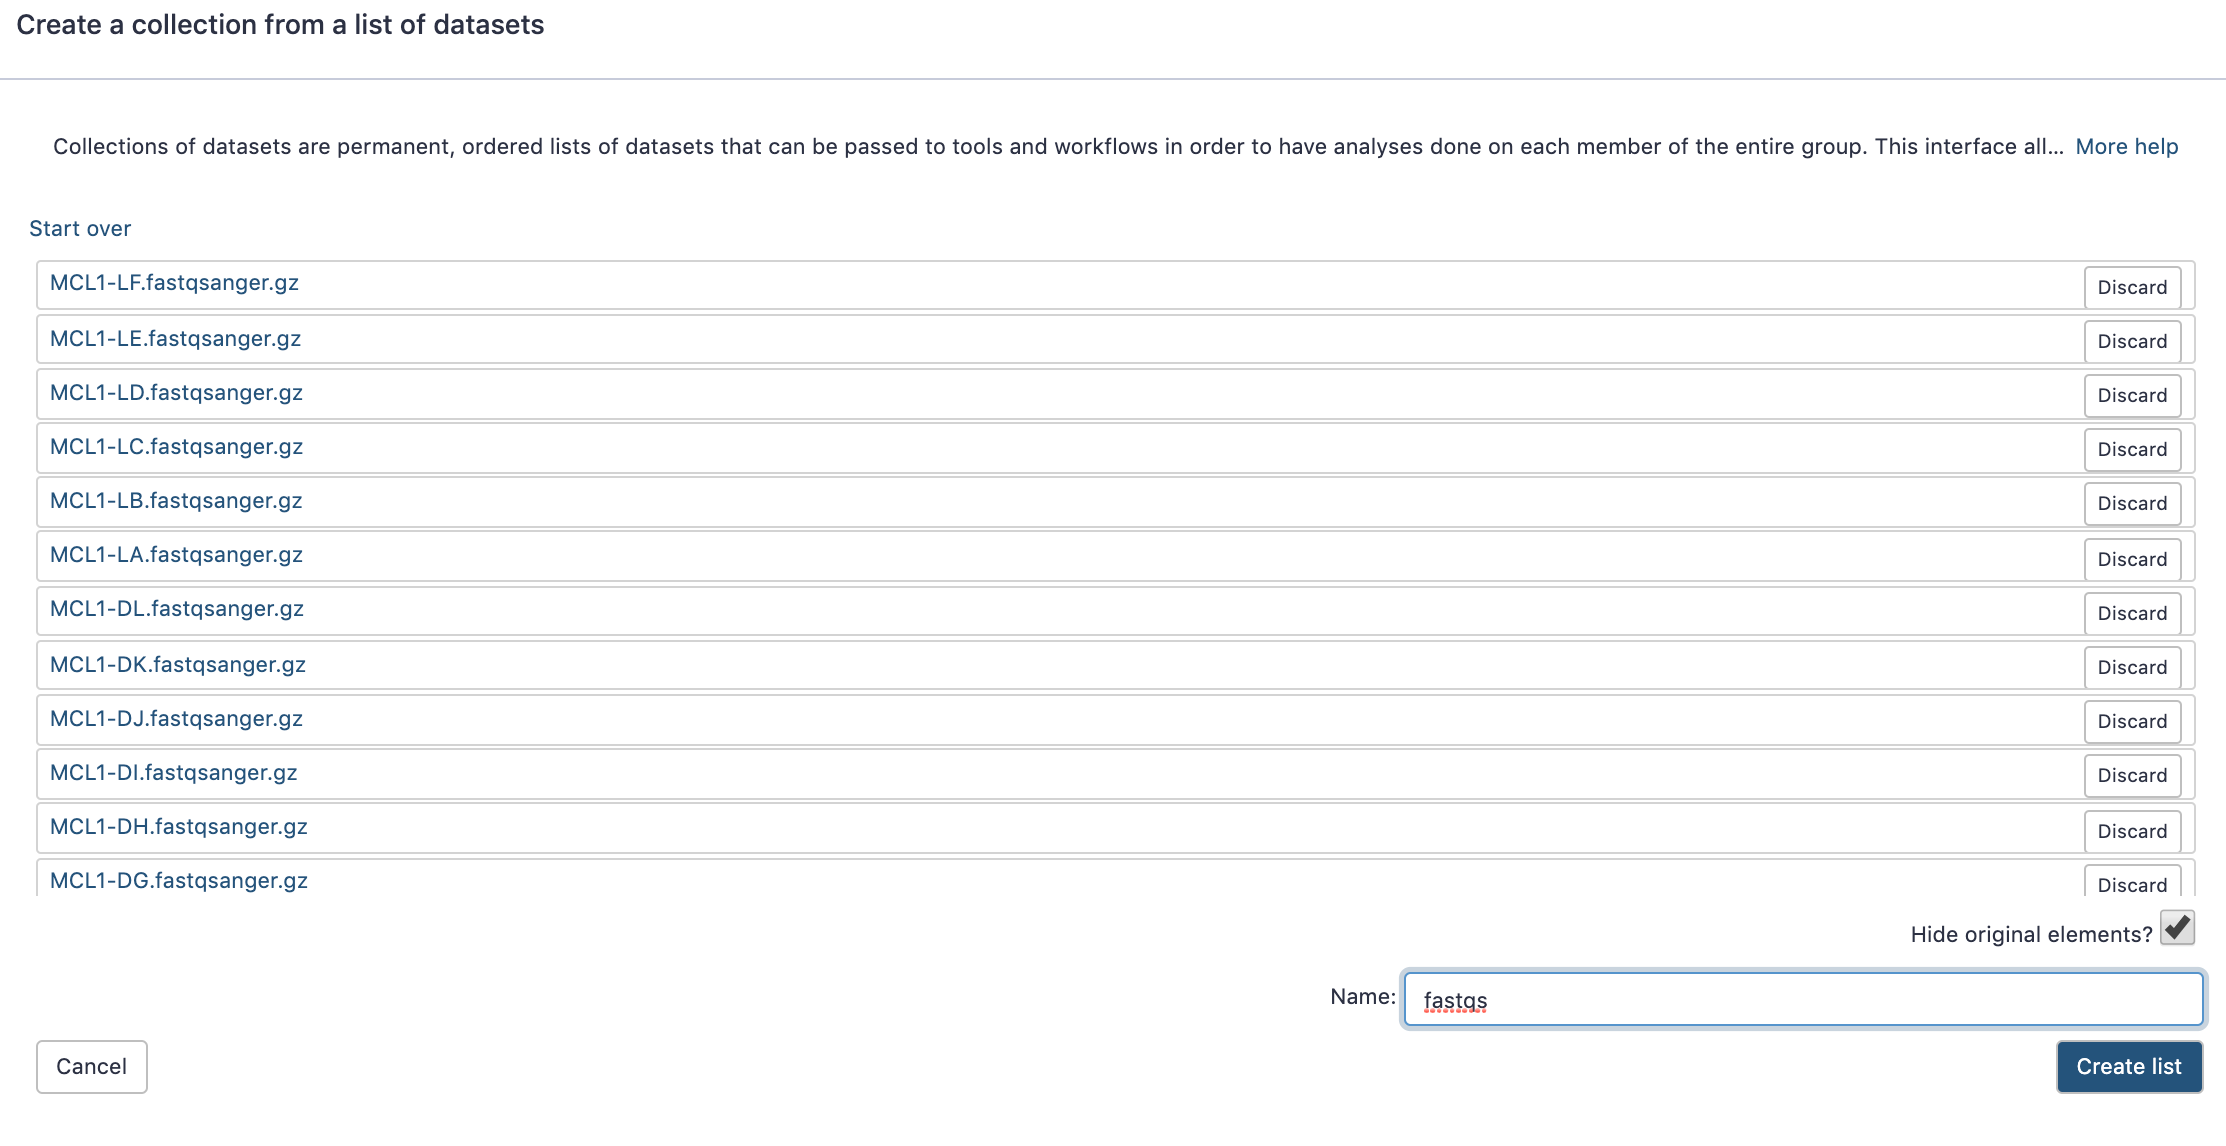 Create a collection from a list of datasets
Collections of datasets are permanent, ordered lists of datasets that can be passed to tools and workflows in order to have analyses done on each member of the entire group. This interface all... More help
Start over
MCL1-LF.fastqsanger.gz Discard
MCL1-LE.fastqsanger.gz Discard
MCL1-LD.fastqsanger.gz Discard
MCL1-LC.fastqsanger.gz Discard
MCL1-LB.fastqsanger.gz Discard
MCL1-LA.fastqsanger.gz Discard
MCL1-DL.fastqsanger.gz Discard
MCL1-DK.fastqsanger.gz Discard
MCL1-DJ.fastqsanger.gz Discard
MCL1-DI.fastqsanger.gz Discard
MCL1-DH.fastqsanger.gz Discard
MCL1-DG.fastqsanger.gz Discard
Hide original elements?
Name: fastqs
Cancel Create list